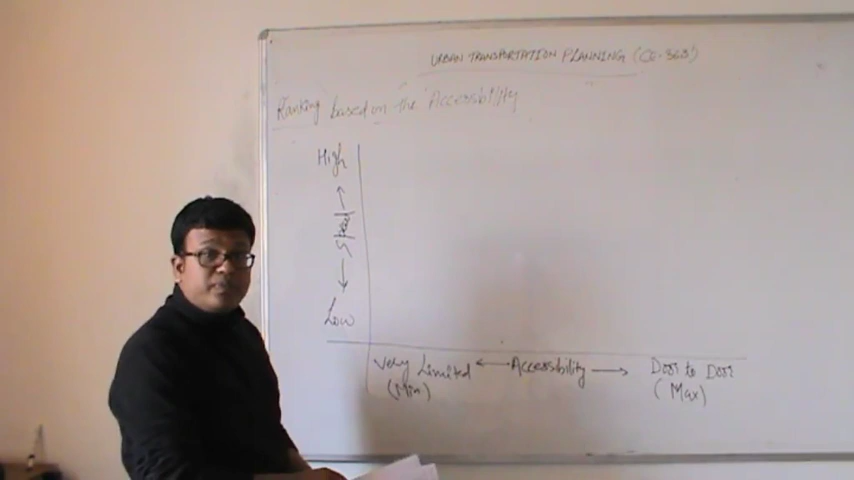 URBAN TRANSPORTATION PLANNING (CE-368)
Ranking based on the Accessibility
High
Speed
Low
Very Limited ← Accessibility → Door to Door
(Min) (Max)